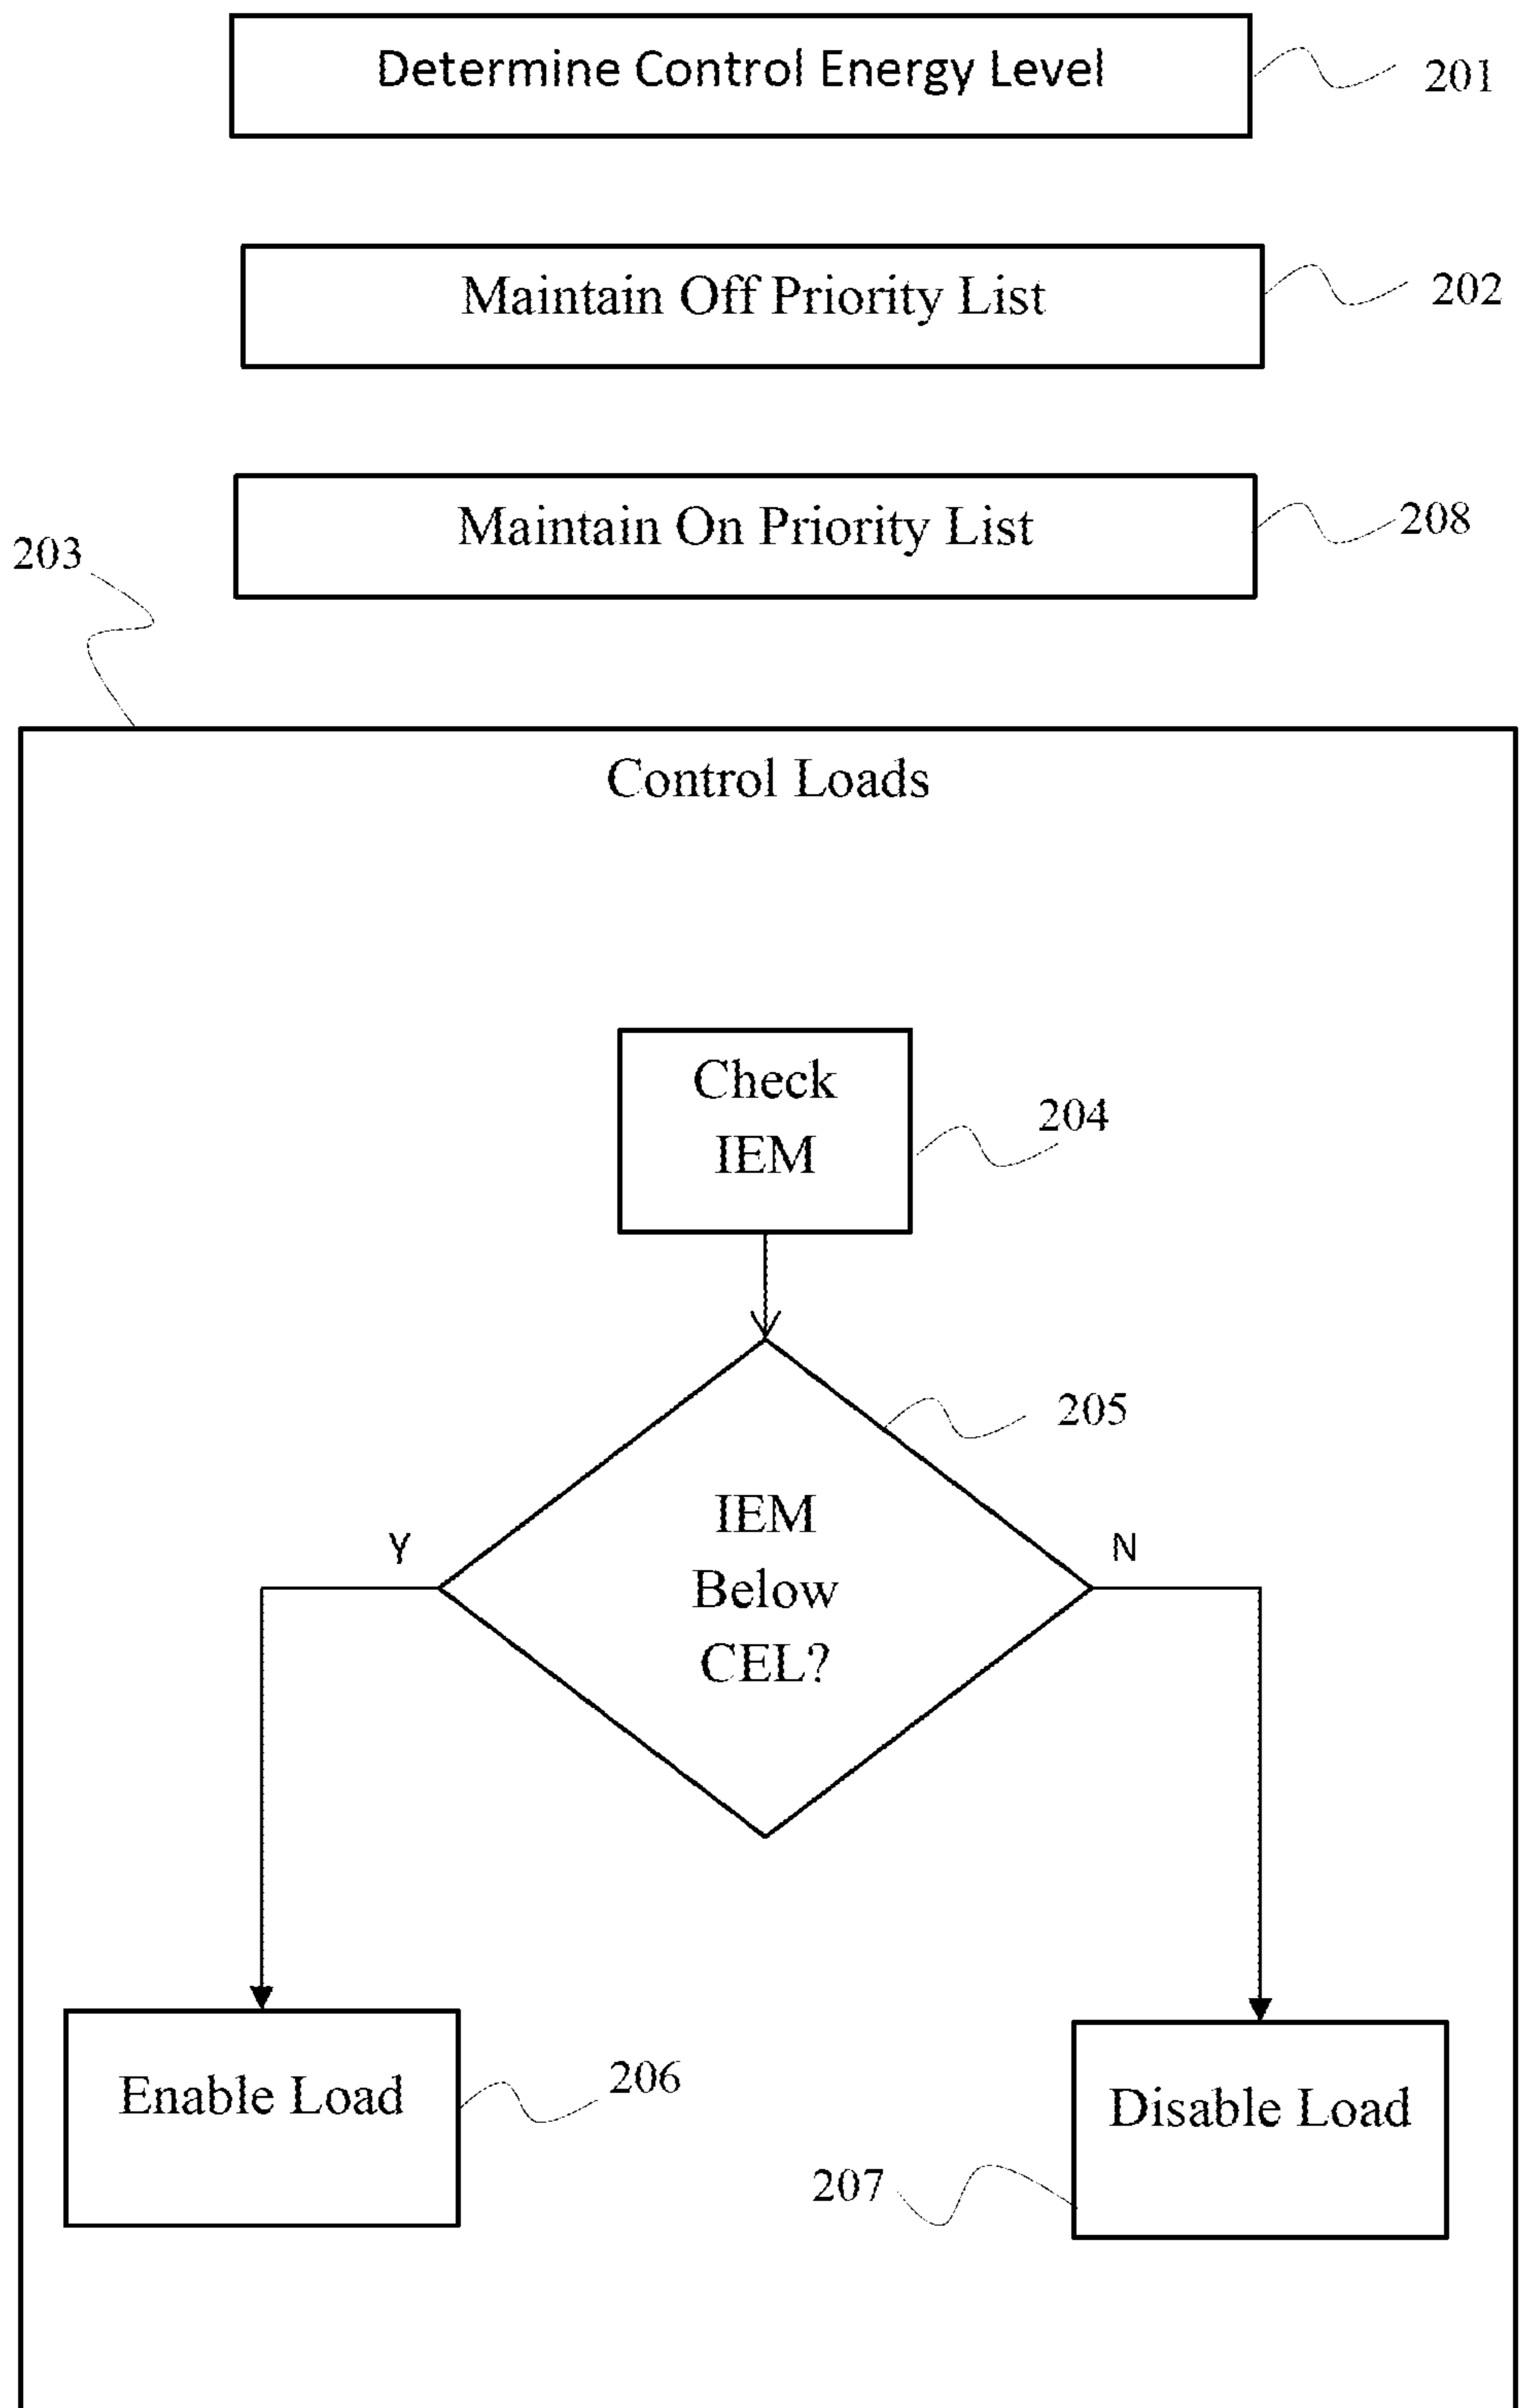 Determine Control Energy Level
201
Maintain Off Priority List
202
Maintain On Priority List
208
203
Control Loads
Check
IEM
204
205
IEM
Below
CEL?
Y
N
Enable Load
206
Disable Load
207